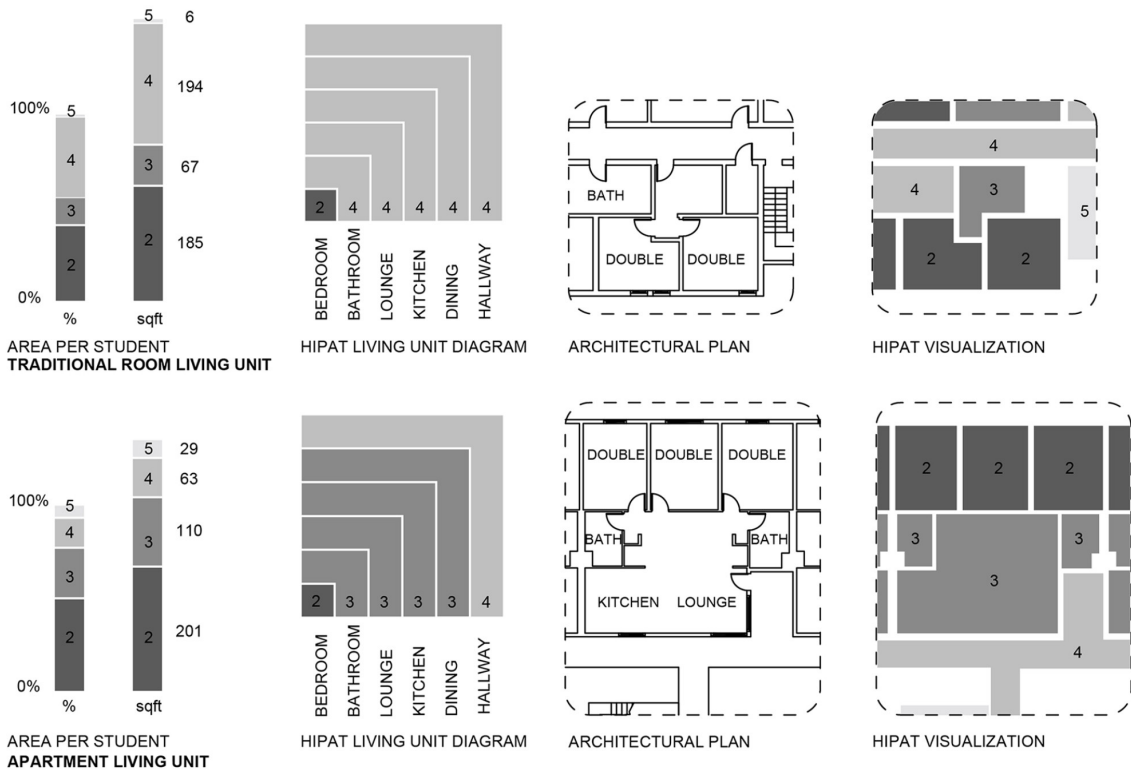 5 6
4 194
100%
5
4
3 67
3
2 185
2
0%
% sqft
AREA PER STUDENT
TRADITIONAL ROOM LIVING UNIT
2 4 4 4 4 4
BEDROOM
BATHROOM
LOUNGE
KITCHEN
DINING
HALLWAY
HIPAT LIVING UNIT DIAGRAM
BATH
DOUBLE DOUBLE
ARCHITECTURAL PLAN
4
4 3
5
2 2
HIPAT VISUALIZATION
5 29
4 63
100%
5
4
3 110
3
2 201
2
0%
% sqft
AREA PER STUDENT
APARTMENT LIVING UNIT
2 3 3 3 3 4
BEDROOM
BATHROOM
LOUNGE
KITCHEN
DINING
HALLWAY
HIPAT LIVING UNIT DIAGRAM
DOUBLE DOUBLE DOUBLE
BATH BATH
KITCHEN LOUNGE
ARCHITECTURAL PLAN
2 2 2
3 3
3
4
HIPAT VISUALIZATION